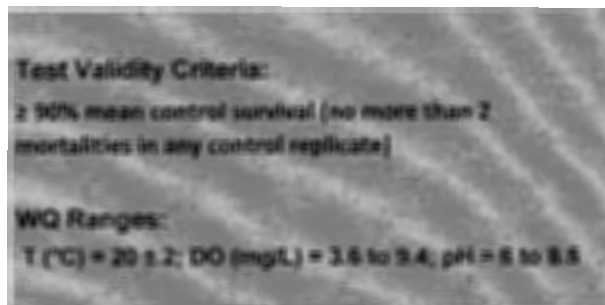 Test Validity Criteria:
≥ 90% mean control survival (no more than 2
mortalities in any control replicate)
WQ Ranges:
T (°C) = 20 ± 2; DO (mg/L) = 3.6 to 9.4; pH = 6 to 8.6